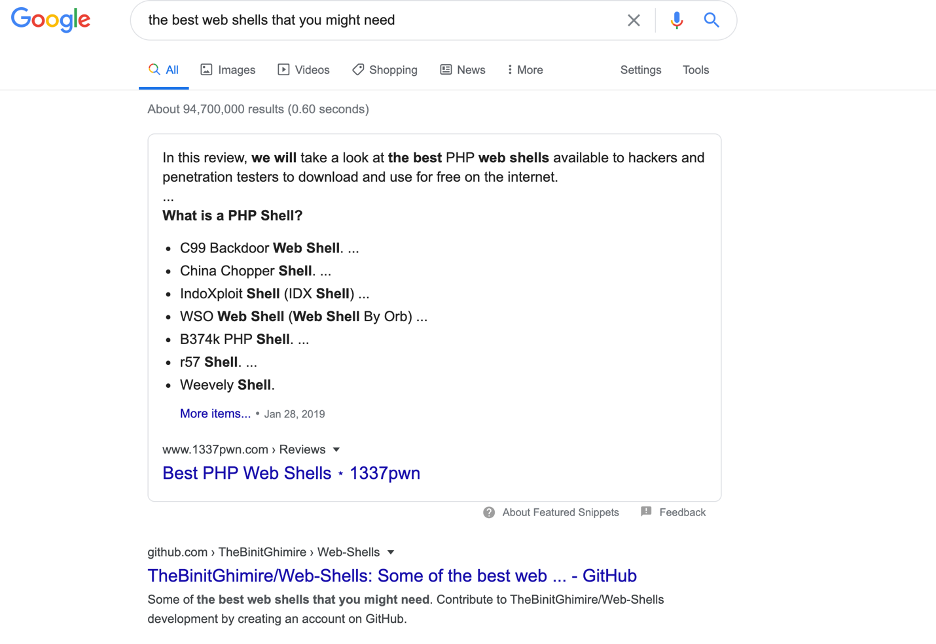 Google
the best web shells that you might need
All Images Videos Shopping News More Settings Tools
About 94,700,000 results (0.60 seconds)
In this review, we will take a look at the best PHP web shells available to hackers and
penetration testers to download and use for free on the internet.
...
What is a PHP Shell?
• C99 Backdoor Web Shell. ...
• China Chopper Shell. ...
• IndoXploit Shell (IDX Shell) ...
• WSO Web Shell (Web Shell By Orb) ...
• B374k PHP Shell. ...
• r57 Shell. ...
• Weevely Shell.
More items... • Jan 28, 2019
www.1337pwn.com › Reviews
Best PHP Web Shells ⋆ 1337pwn
About Featured Snippets Feedback
github.com › TheBinitGhimire › Web-Shells
TheBinitGhimire/Web-Shells: Some of the best web ... - GitHub
Some of the best web shells that you might need. Contribute to TheBinitGhimire/Web-Shells
development by creating an account on GitHub.